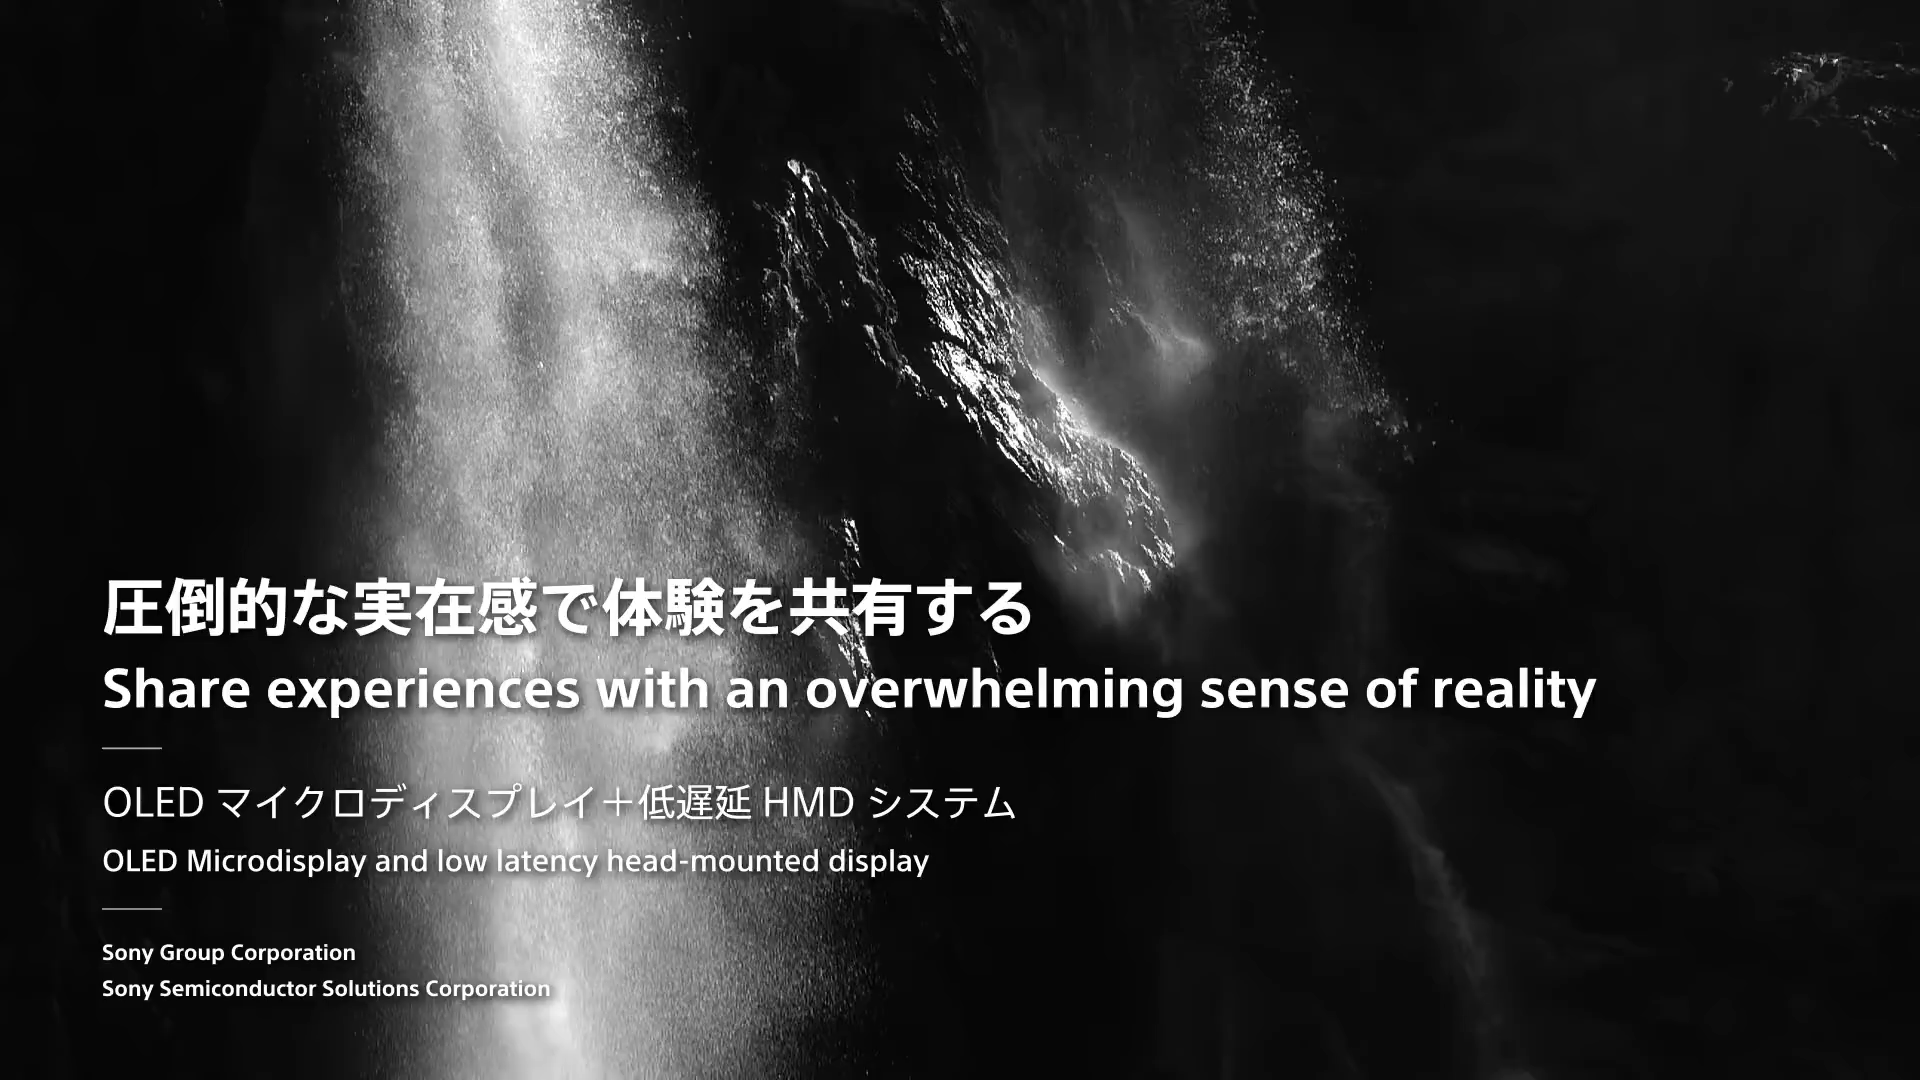 圧倒的な実在感で体験を共有する
Share experiences with an overwhelming sense of reality
OLED マイクロディスプレイ＋低遅延 HMD システム
OLED Microdisplay and low latency head-mounted display
Sony Group Corporation
Sony Semiconductor Solutions Corporation